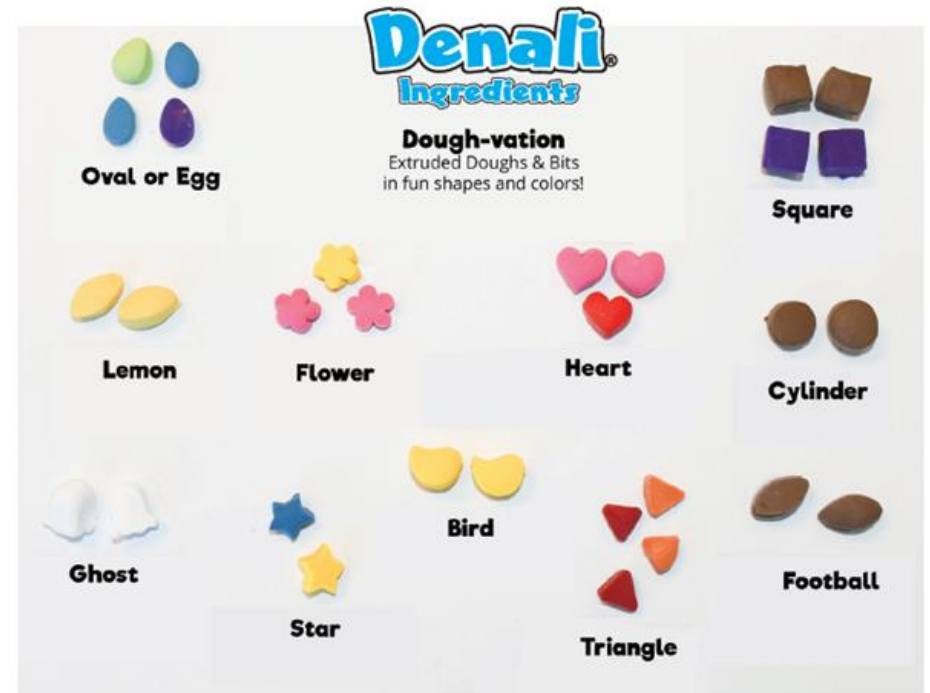 Denali®
Ingredients
Dough-vation
Extruded Doughs & Bits
in fun shapes and colors!
Oval or Egg
Square
Lemon
Flower
Heart
Cylinder
Ghost
Star
Bird
Triangle
Football